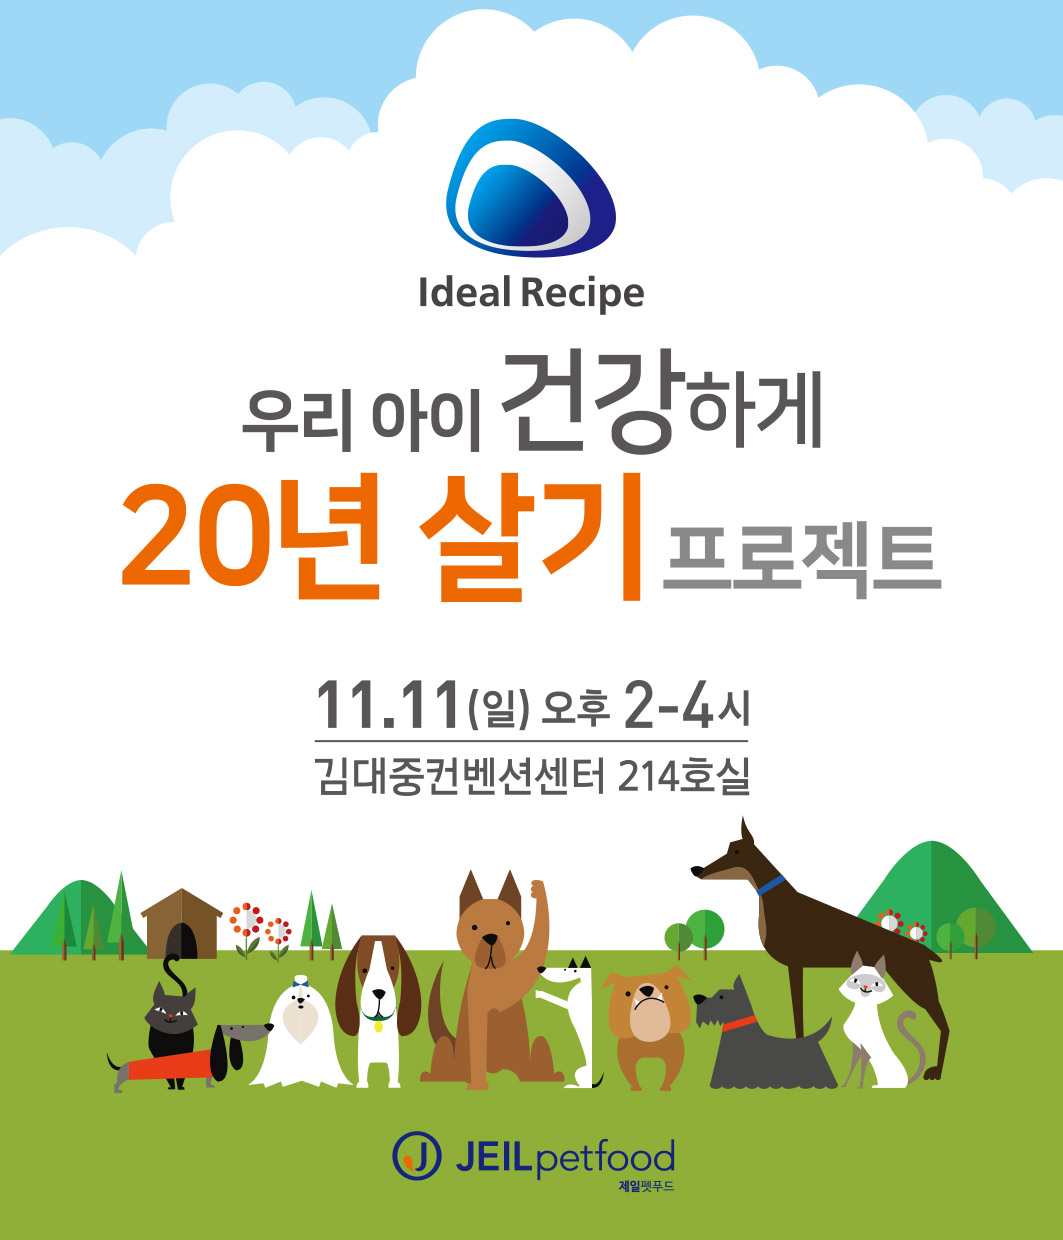 Ideal Recipe
우리 아이 건강하게
20년 살기 프로젝트
11.11(일) 오후 2-4시
김대중컨벤션센터 214호실
JEILpetfood
제일펫푸드